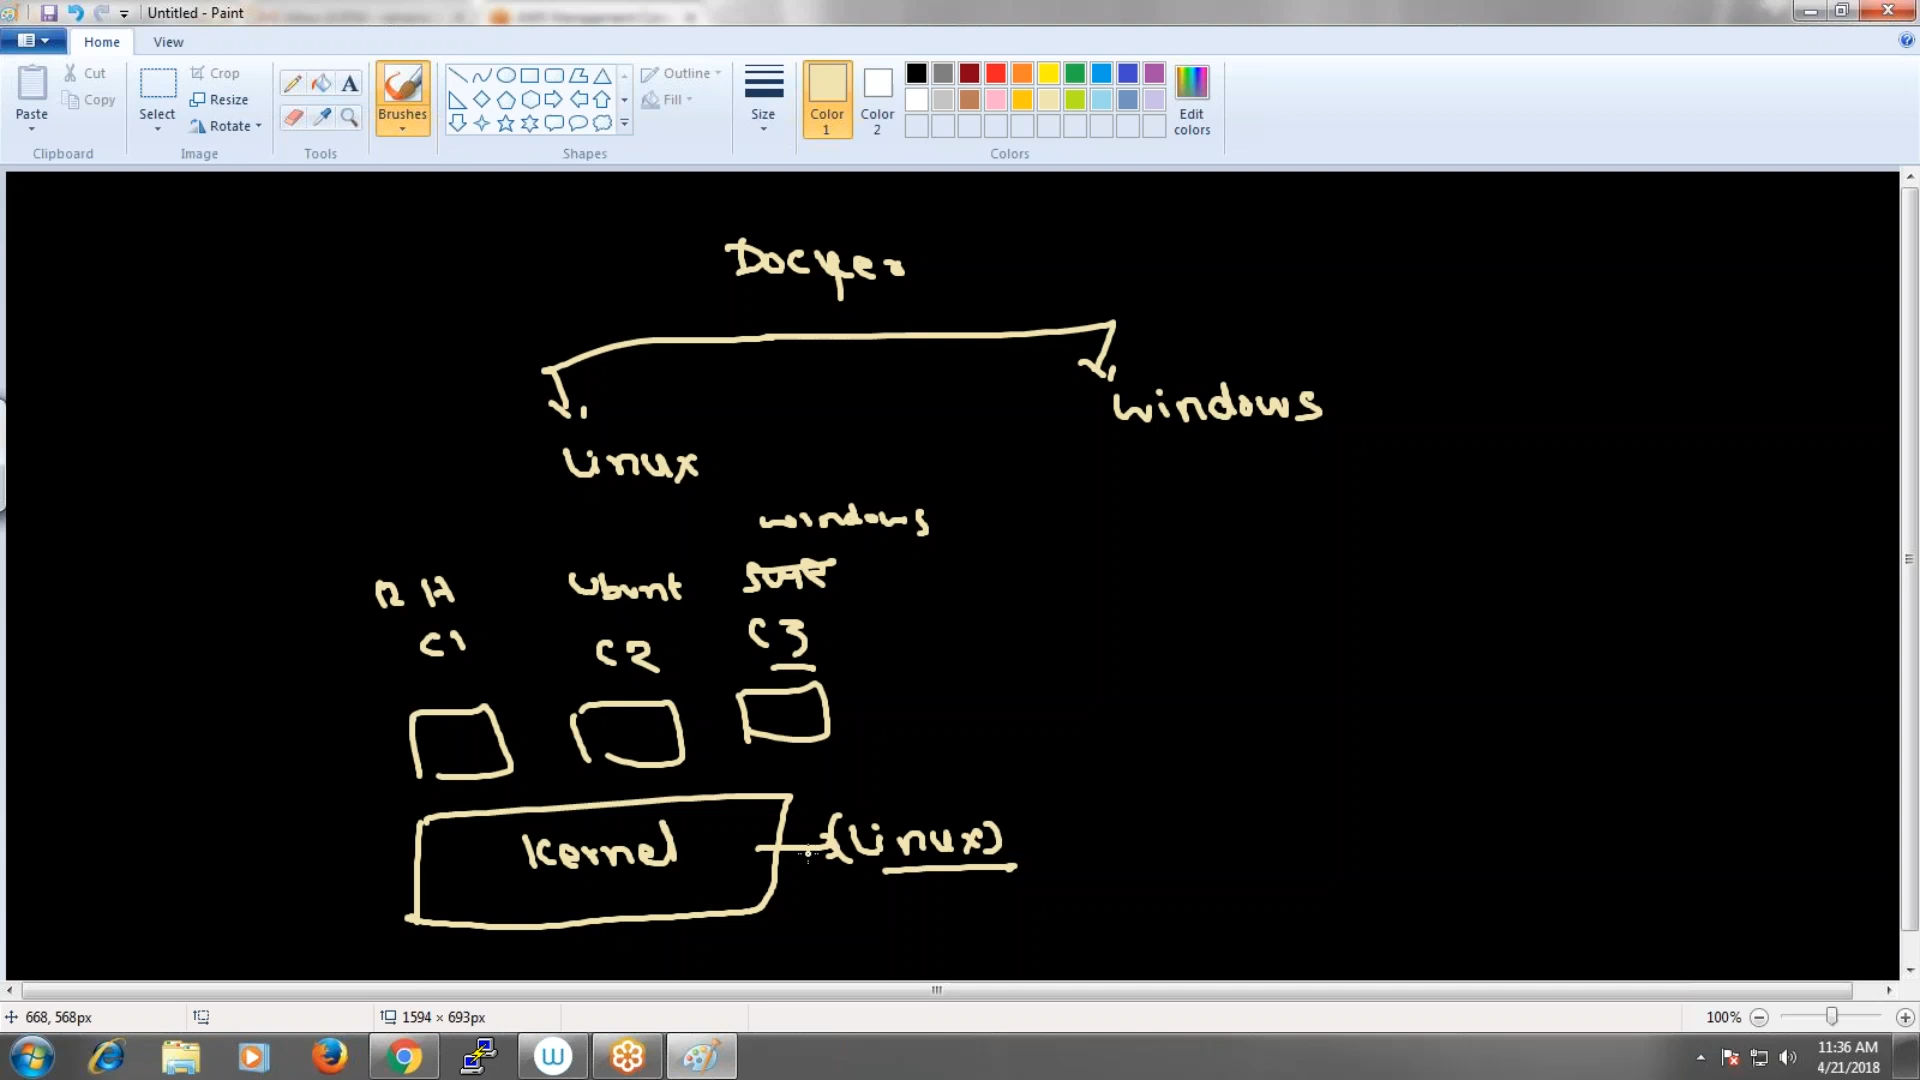 Untitled - Paint
Home View
Cut
Copy
Paste
Clipboard
Select
Crop
Resize
Rotate
Image
Tools
Brushes
Shapes
Outline
Fill
Size
Color 1
Color 2
Edit colors
Colors
Docker
Linux
Windows
windows
RH Ubunt
C1 C2 C3
Kernel (Linux)
668, 568px
1594 × 693px
100%
11:36 AM
4/21/2018